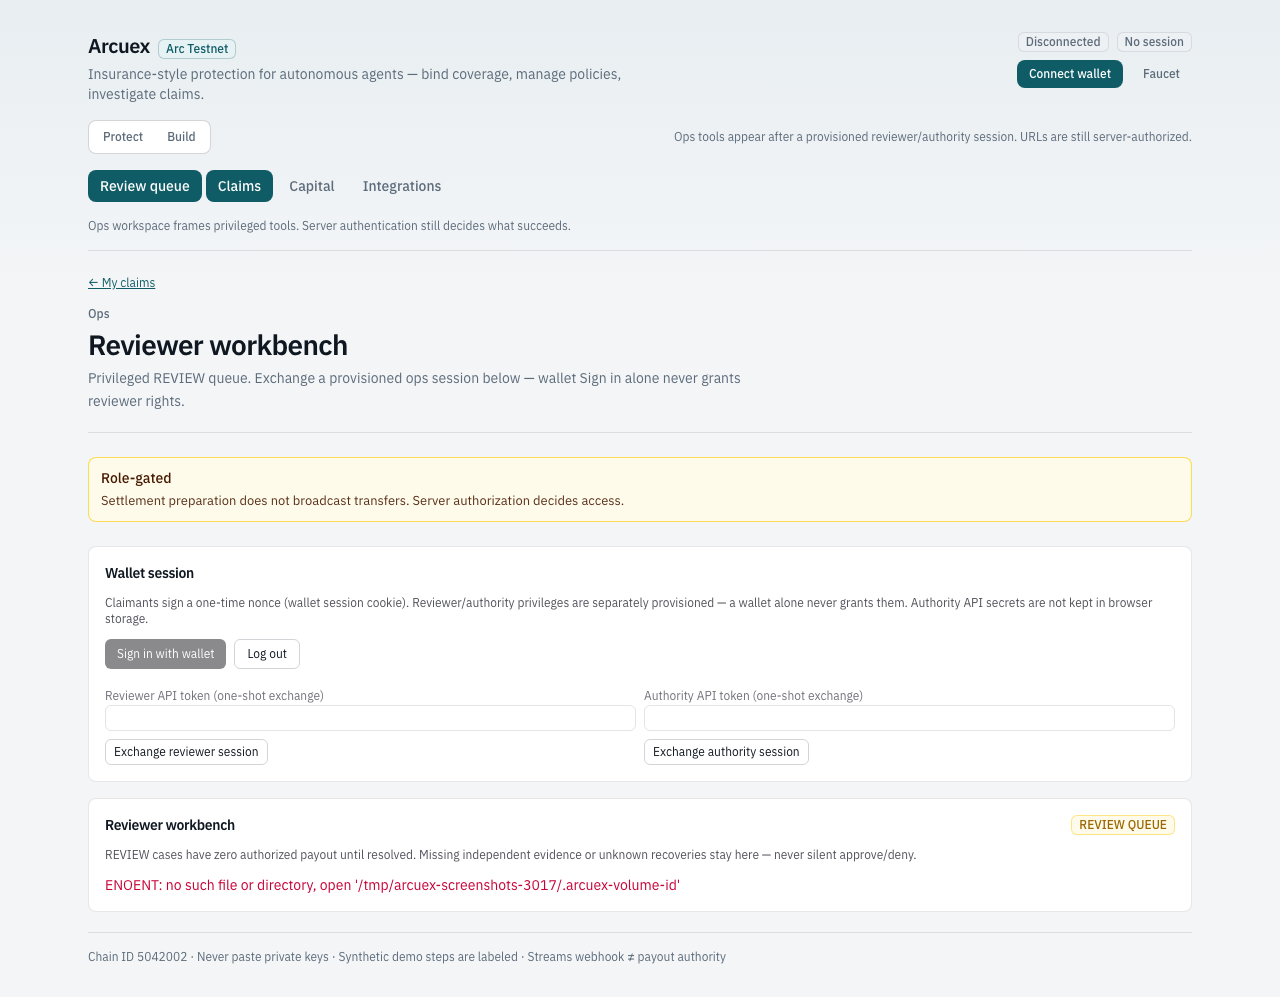 Arcuex Arc Testnet
Disconnected No session
Insurance-style protection for autonomous agents — bind coverage, manage policies,
investigate claims.
Connect wallet Faucet
Protect Build
Ops tools appear after a provisioned reviewer/authority session. URLs are still server-authorized.
Review queue Claims Capital Integrations
Ops workspace frames privileged tools. Server authentication still decides what succeeds.
← My claims
Ops
Reviewer workbench
Privileged REVIEW queue. Exchange a provisioned ops session below — wallet Sign in alone never grants
reviewer rights.
Role-gated
Settlement preparation does not broadcast transfers. Server authorization decides access.
Wallet session
Claimants sign a one-time nonce (wallet session cookie). Reviewer/authority privileges are separately provisioned — a wallet alone never grants them. Authority API secrets are not kept in browser
storage.
Sign in with wallet Log out
Reviewer API token (one-shot exchange) Authority API token (one-shot exchange)
Exchange reviewer session Exchange authority session
Reviewer workbench REVIEW QUEUE
REVIEW cases have zero authorized payout until resolved. Missing independent evidence or unknown recoveries stay here — never silent approve/deny.
ENOENT: no such file or directory, open '/tmp/arcuex-screenshots-3017/.arcuex-volume-id'
Chain ID 5042002 · Never paste private keys · Synthetic demo steps are labeled · Streams webhook ≠ payout authority